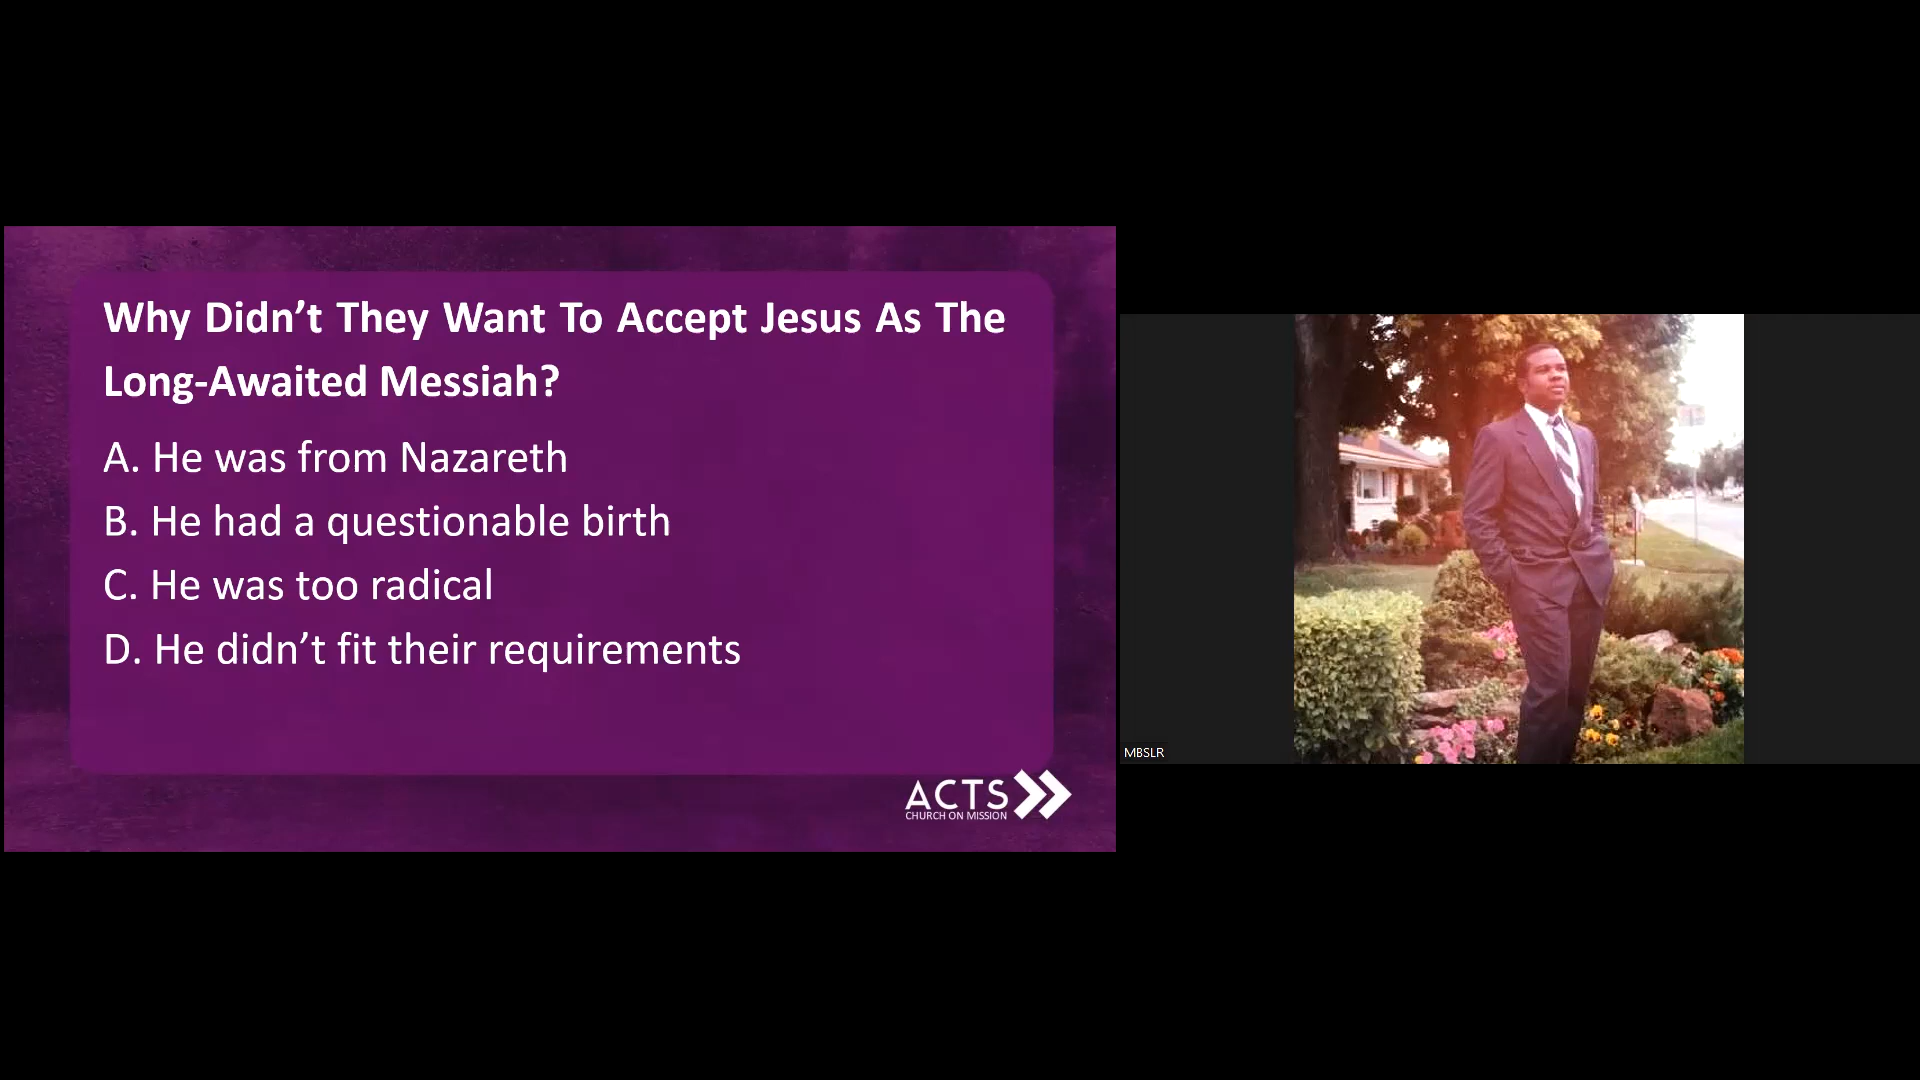 Why Didn’t They Want To Accept Jesus As The
Long-Awaited Messiah?
A. He was from Nazareth
B. He had a questionable birth
C. He was too radical
D. He didn’t fit their requirements
ACTS
CHURCH ON MISSION
MBSLR